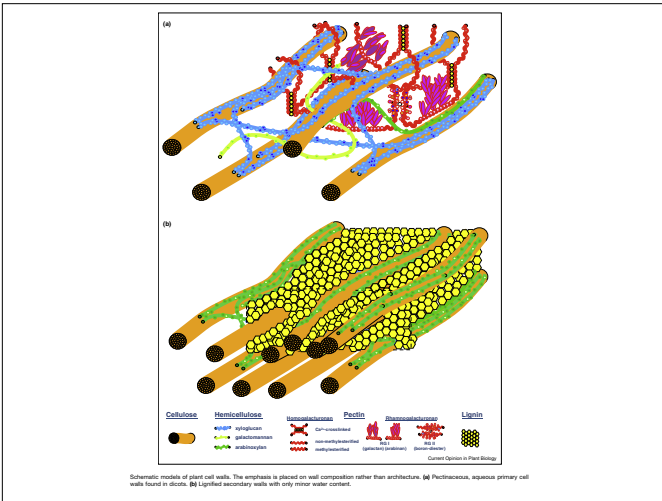 (a)
(b)
Cellulose Hemicellulose Pectin Lignin
Homogalacturonan Rhamnogalacturonan
xyloglucan
galactomannan
arabinoxylan
Ca²⁺-crosslinked
non-methylesterified
methylesterified
RG I
(galactan) (arabinan)
RG II
(boron-diester)
Current Opinion in Plant Biology
Schematic models of plant cell walls. The emphasis is placed on wall composition rather than architecture. (a) Pectinaceous, aqueous primary cell
walls found in dicots. (b) Lignified secondary walls with only minor water content.